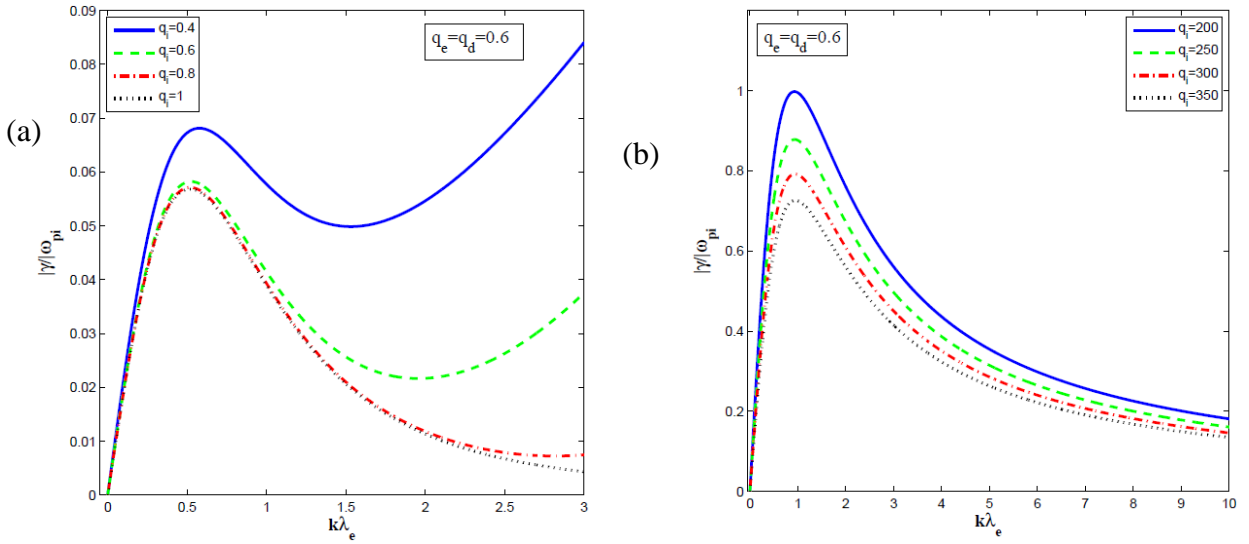 (a)
0.09
0.08
0.07
0.06
0.05
0.04
0.03
0.02
0.01
0
|γ/|ω_pi
q_i=0.4
q_i=0.6
q_i=0.8
q_i=1
q_e=q_d=0.6
0 0.5 1 1.5 2 2.5 3
kλ_e
(b)
1
0.8
0.6
0.4
0.2
0
|γ/|ω_pi
q_e=q_d=0.6
q_i=200
q_i=250
q_i=300
q_i=350
0 1 2 3 4 5 6 7 8 9 10
kλ_e